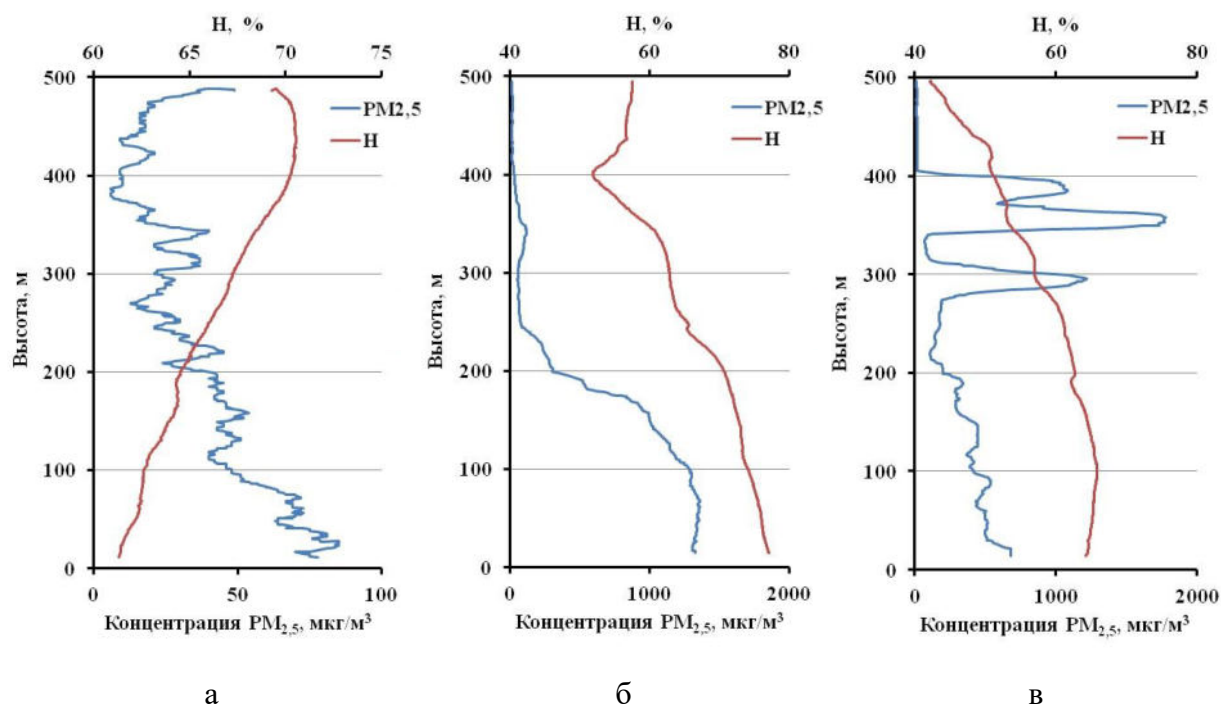 Н, %
60 65 70 75
500
400
300
200
100
0
Высота, м
PM2,5
Н
0 50 100
Концентрация PM2,5, мкг/м3
а
Н, %
40 60 80
500
400
300
200
100
0
Высота, м
PM2,5
Н
0 1000 2000
Концентрация PM2,5, мкг/м3
б
Н, %
40 60 80
500
400
300
200
100
0
Высота, м
PM2,5
Н
0 1000 2000
Концентрация PM2,5, мкг/м3
в